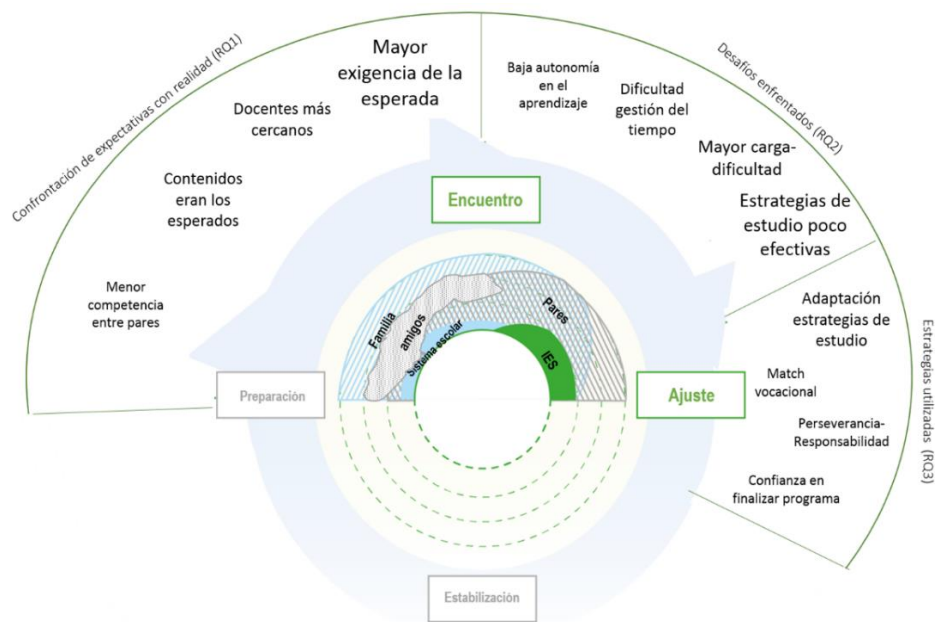 Confrontación de expectativas con realidad (RQ1)
Mayor
exigencia de la
esperada
Docentes más
cercanos
Contenidos
eran los
esperados
Menor
competencia
entre pares
Desafíos enfrentados (RQ2)
Baja autonomía
en el
aprendizaje
Dificultad
gestión del
tiempo
Mayor carga-
dificultad
Estrategias de
estudio poco
efectivas
Estrategias utilizadas (RQ3)
Adaptación
estrategias de
estudio
Match
vocacional
Perseverancia-
Responsabilidad
Confianza en
finalizar programa
Encuentro
Preparación
Ajuste
Estabilización
Familia
amigos
Sistema escolar
Pares
IES